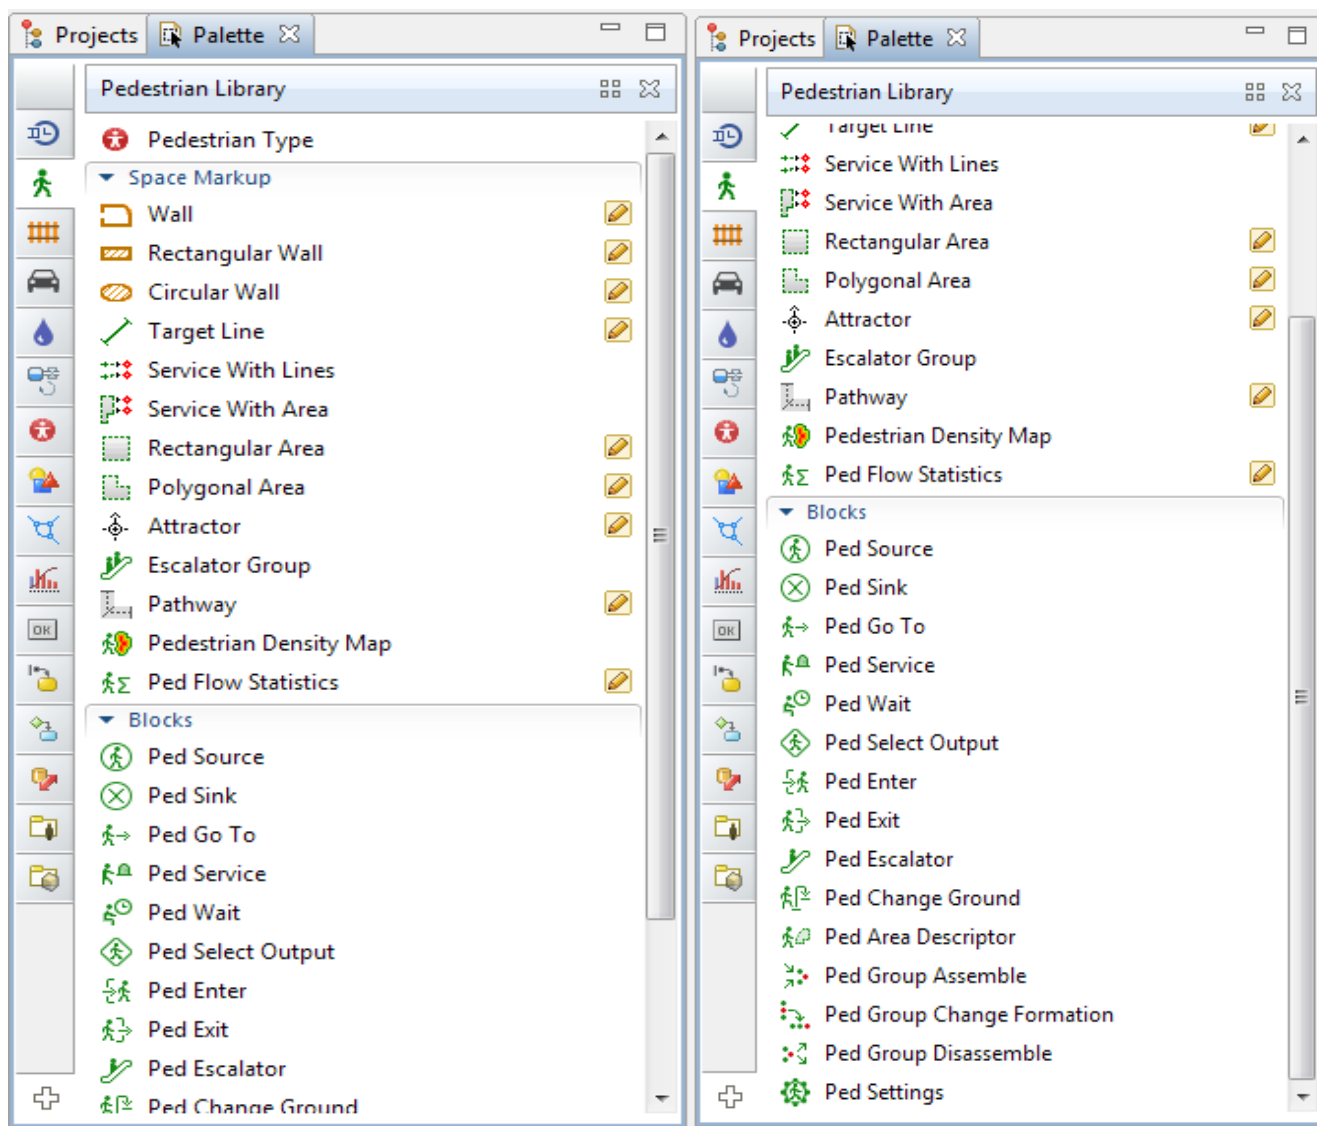 Projects
Palette
Pedestrian Library
Pedestrian Type
Space Markup
Wall
Rectangular Wall
Circular Wall
Target Line
Service With Lines
Service With Area
Rectangular Area
Polygonal Area
Attractor
Escalator Group
Pathway
Pedestrian Density Map
Ped Flow Statistics
Blocks
Ped Source
Ped Sink
Ped Go To
Ped Service
Ped Wait
Ped Select Output
Ped Enter
Ped Exit
Ped Escalator
Ped Change Ground
OK
Projects
Palette
Pedestrian Library
Target Line
Service With Lines
Service With Area
Rectangular Area
Polygonal Area
Attractor
Escalator Group
Pathway
Pedestrian Density Map
Ped Flow Statistics
Blocks
Ped Source
Ped Sink
Ped Go To
Ped Service
Ped Wait
Ped Select Output
Ped Enter
Ped Exit
Ped Escalator
Ped Change Ground
Ped Area Descriptor
Ped Group Assemble
Ped Group Change Formation
Ped Group Disassemble
Ped Settings
OK